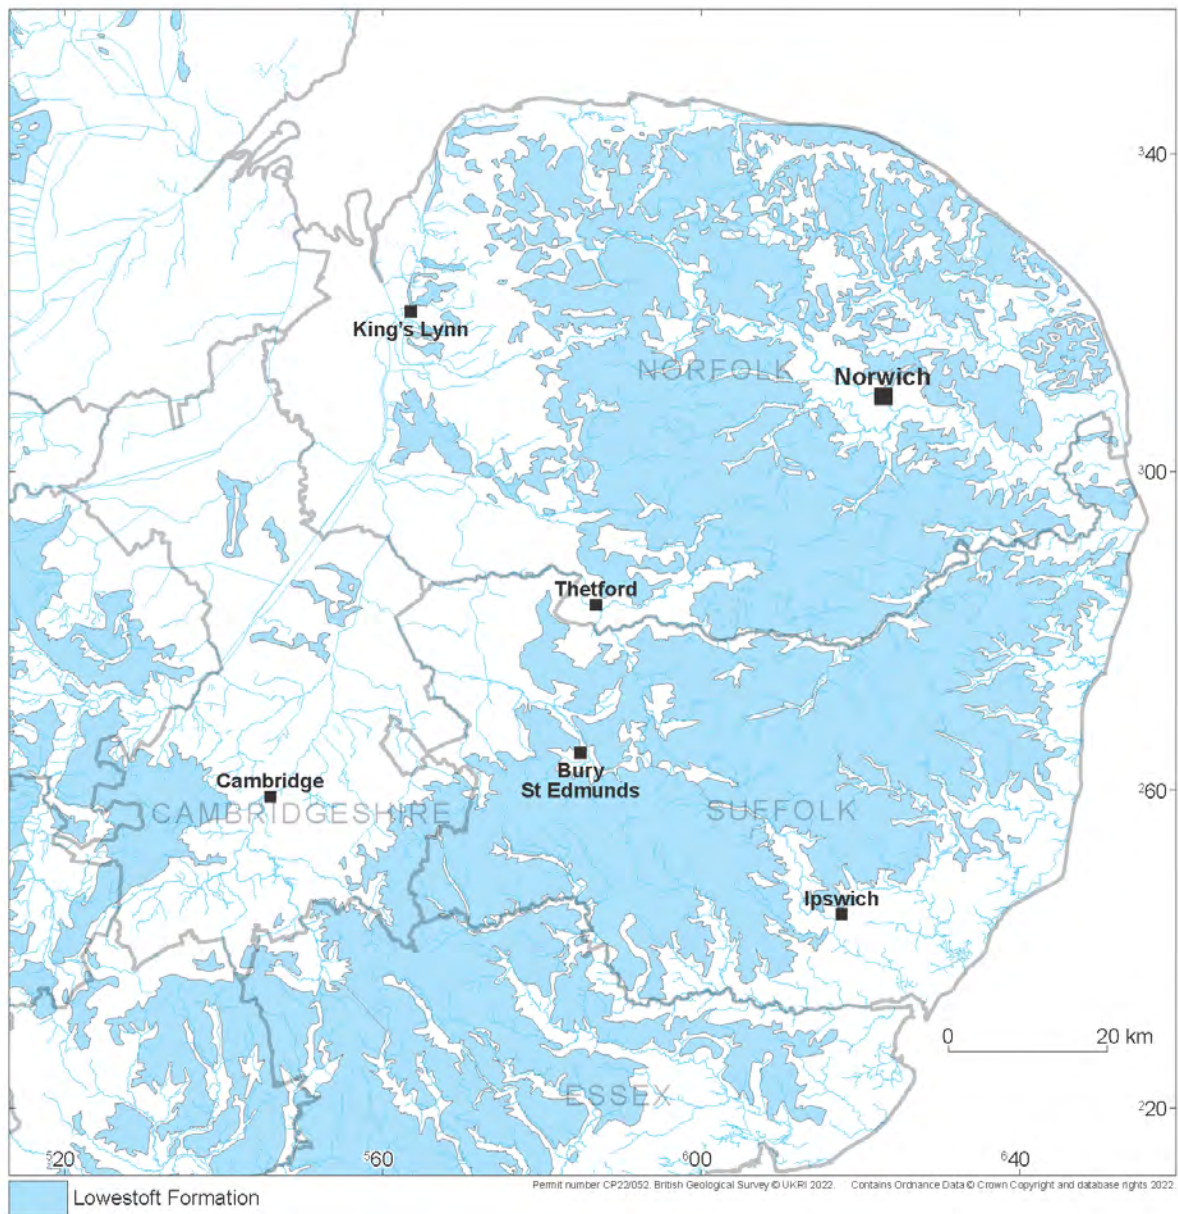 ³40
King's Lynn
NORFOLK
Norwich
³00
Thetford
Bury
St Edmunds
Cambridge
CAMBRIDGESHIRE
SUFFOLK
²60
Ipswich
0 20 km
ESSEX
²20
⁵20 ⁵60 ⁶00 ⁶40
Permit number CP22/052. British Geological Survey © UKRI 2022. Contains Ordnance Data © Crown Copyright and database rights 2022.
Lowestoft Formation